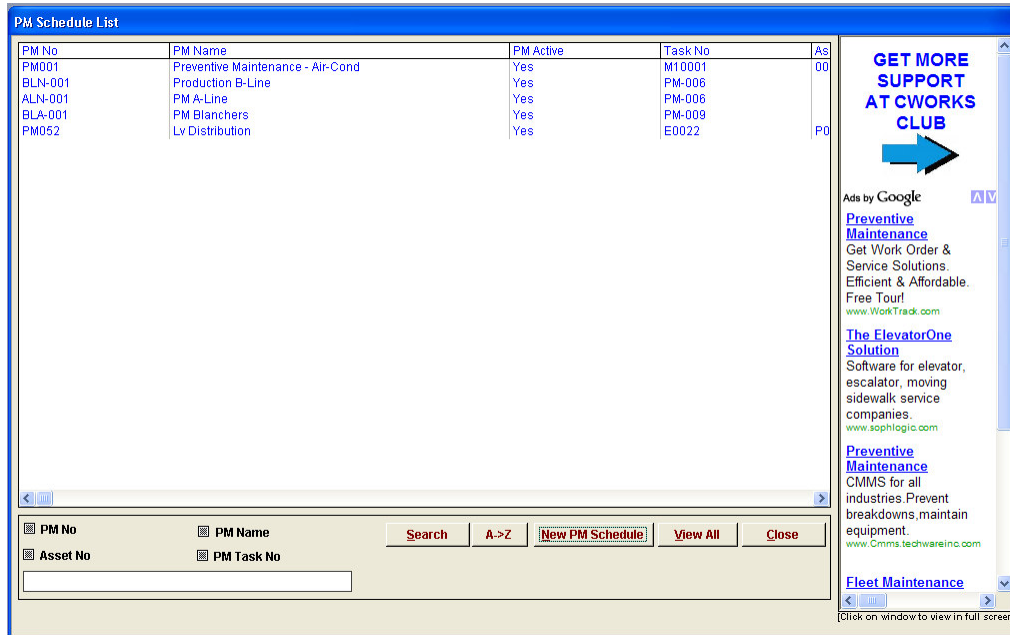 PM Schedule List
PM No PM Name PM Active Task No As
PM001 Preventive Maintenance - Air-Cond Yes M10001 00
BLN-001 Production B-Line Yes PM-006
ALN-001 PM A-Line Yes PM-006
BLA-001 PM Blanchers Yes PM-009
PM052 Lv Distribution Yes E0022 P0
PM No PM Name
Asset No PM Task No
Search A->Z New PM Schedule View All Close
GET MORE
SUPPORT
AT CWORKS
CLUB
Ads by Google
Preventive
Maintenance
Get Work Order &
Service Solutions.
Efficient & Affordable.
Free Tour!
www.WorkTrack.com
The ElevatorOne
Solution
Software for elevator,
escalator, moving
sidewalk service
companies.
www.sophlogic.com
Preventive
Maintenance
CMMS for all
industries.Prevent
breakdowns,maintain
equipment.
www.Cmms.techwareinc.com
Fleet Maintenance
[Click on window to view in full screen